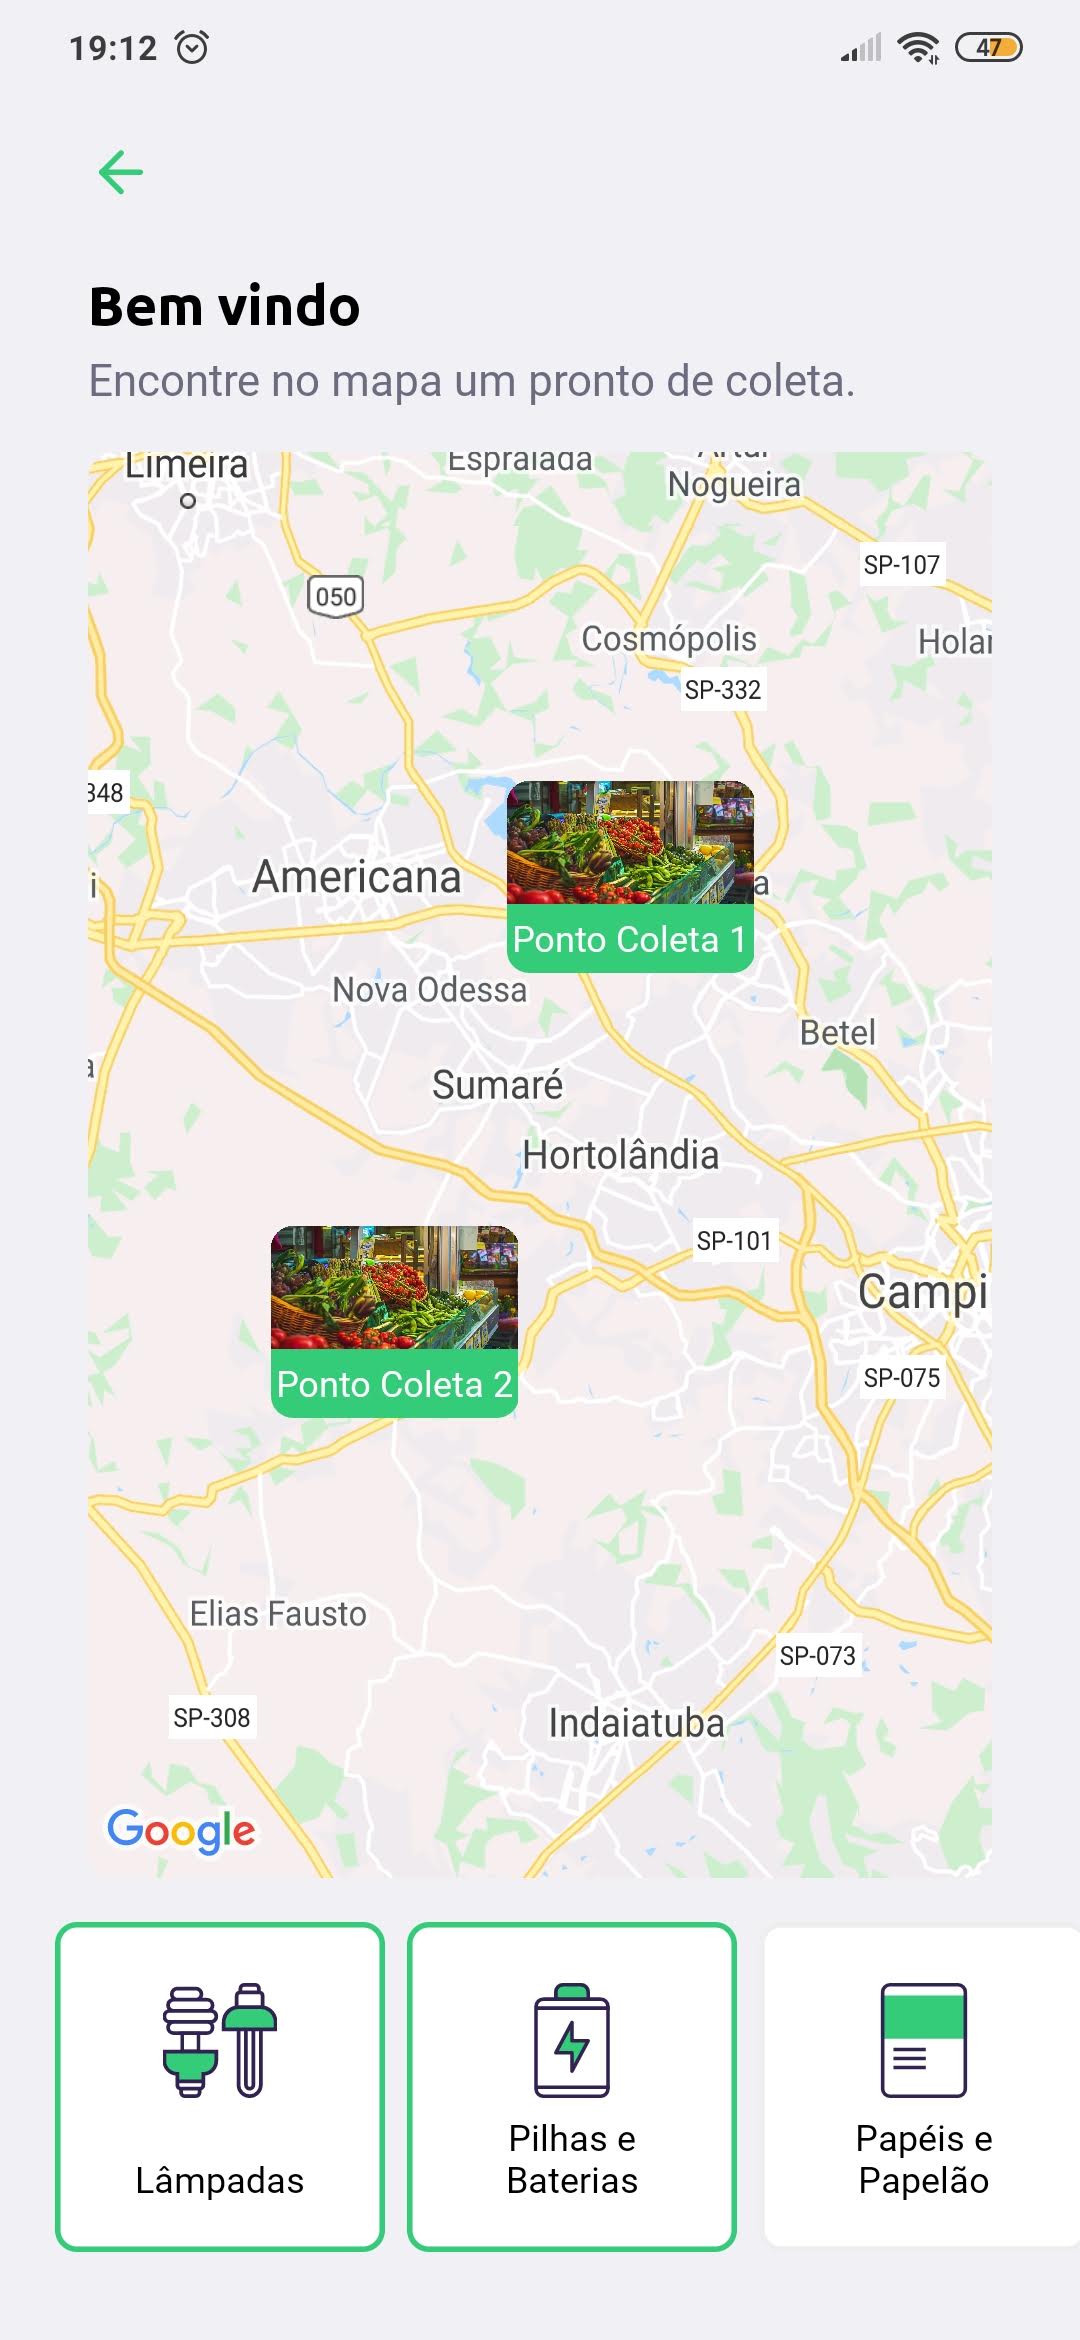 19:12
47
Bem vindo
Encontre no mapa um pronto de coleta.
Limeira
Espraiada
Artur
Nogueira
SP-107
050
Cosmópolis
SP-332
348
Americana
Ponto Coleta 1
Nova Odessa
Betel
Sumaré
Hortolândia
SP-101
Campi
SP-075
Ponto Coleta 2
Elias Fausto
SP-073
SP-308
Indaiatuba
Google
Lâmpadas
Pilhas e
Baterias
Papéis e
Papelão